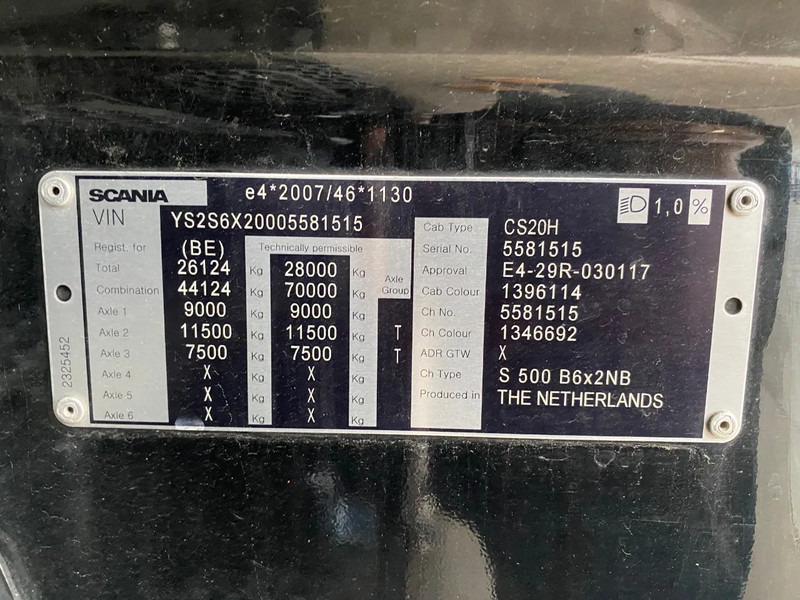 SCANIA e4*2007/46*1130 1,0 %
VIN YS2S6X20005581515
Regist. for (BE) Technically permissible
Total 26124 Kg 28000 Kg Axle Group
Combination 44124 Kg 70000 Kg
Axle 1 9000 Kg 9000 Kg
Axle 2 11500 Kg 11500 Kg T
Axle 3 7500 Kg 7500 Kg T
Axle 4 X Kg X Kg
Axle 5 X Kg X Kg
Axle 6 X Kg X Kg
Cab Type CS20H
Serial No. 5581515
Approval E4-29R-030117
Cab Colour 1396114
Ch No. 5581515
Ch Colour 1346692
ADR GTW X
Ch Type S 500 B6x2NB
Produced in THE NETHERLANDS
2325452